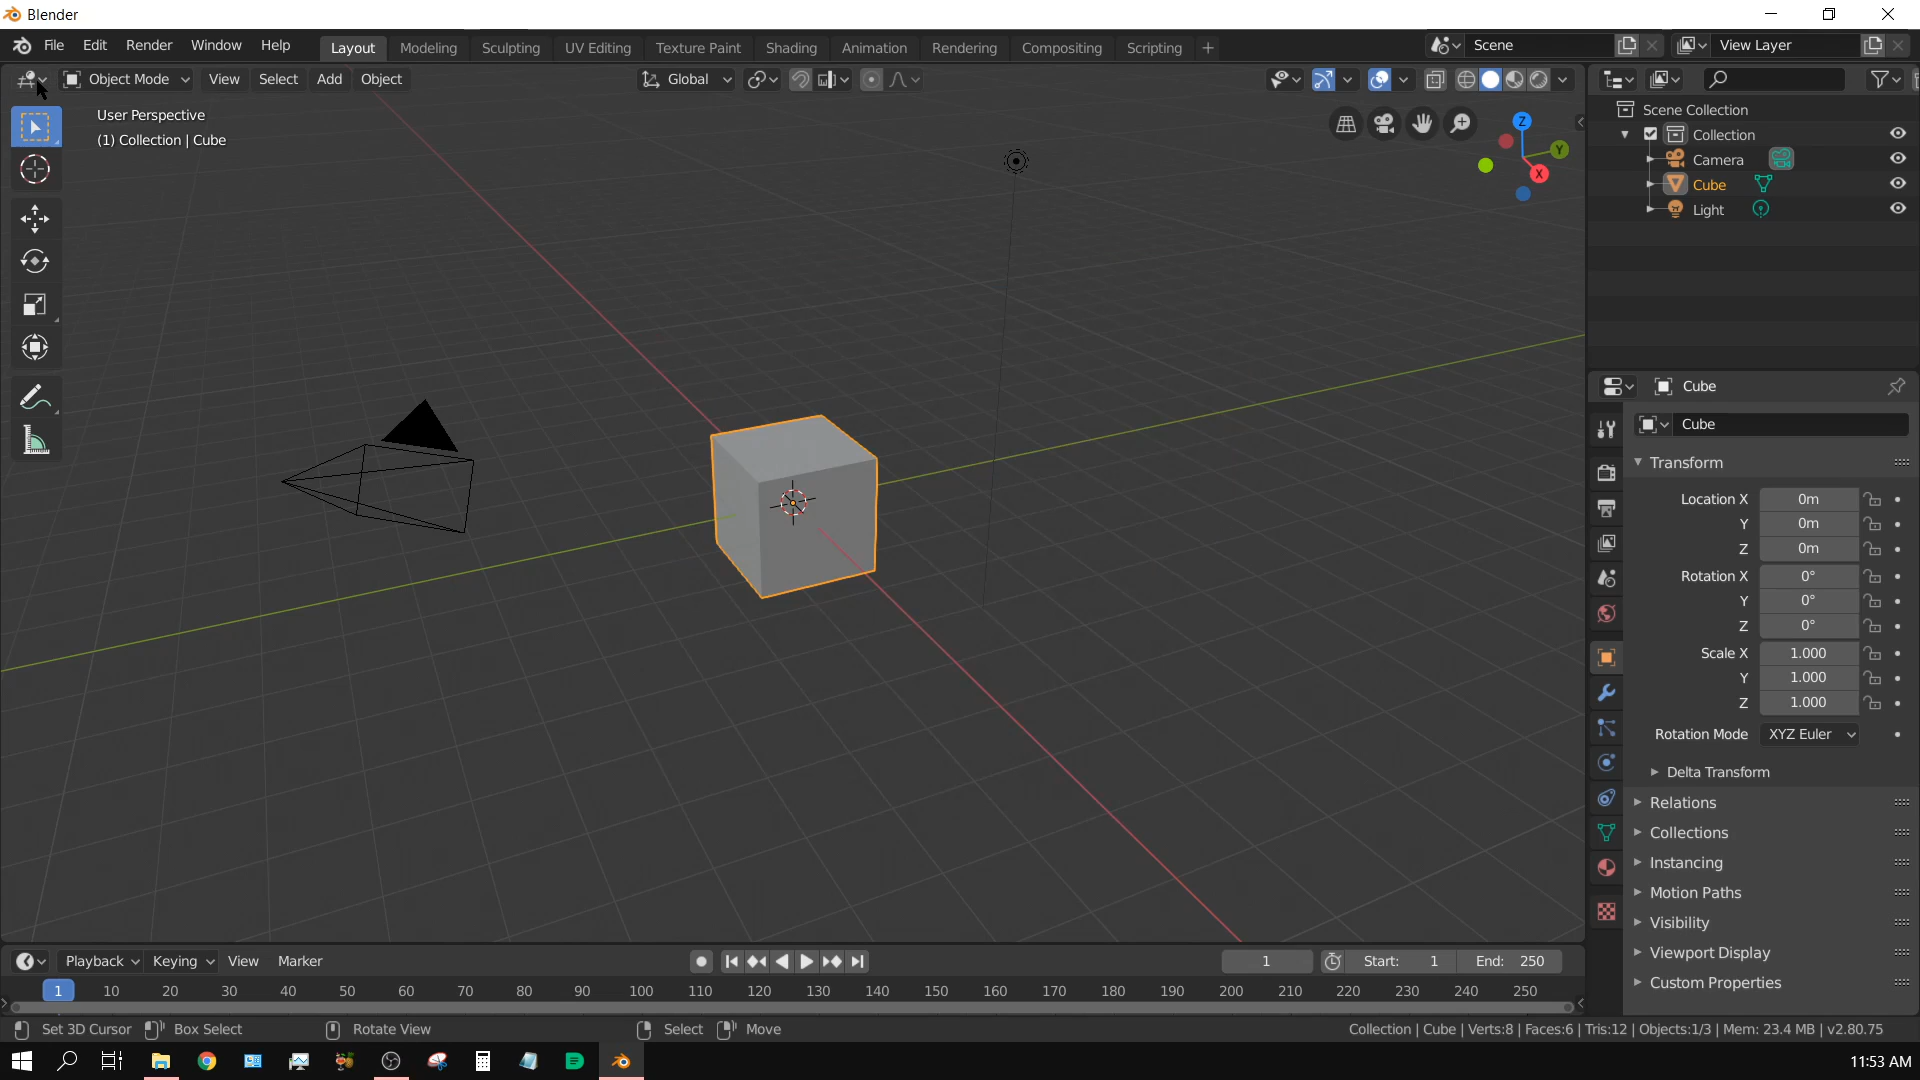 Blender
File Edit Render Window Help Layout Modeling Sculpting UV Editing Texture Paint Shading Animation Rendering Compositing Scripting + Scene View Layer
Object Mode View Select Add Object Global
User Perspective
(1) Collection | Cube
Z
Y
X
Scene Collection
Collection
Camera
Cube
Light
Cube
Cube
Transform
Location X 0m
Y 0m
Z 0m
Rotation X 0°
Y 0°
Z 0°
Scale X 1.000
Y 1.000
Z 1.000
Rotation Mode XYZ Euler
Delta Transform
Relations
Collections
Instancing
Motion Paths
Visibility
Viewport Display
Custom Properties
Playback Keying View Marker 1 Start: 1 End: 250
1 10 20 30 40 50 60 70 80 90 100 110 120 130 140 150 160 170 180 190 200 210 220 230 240 250
Set 3D Cursor Box Select Rotate View Select Move Collection | Cube | Verts:8 | Faces:6 | Tris:12 | Objects:1/3 | Mem: 23.4 MB | v2.80.75
11:53 AM